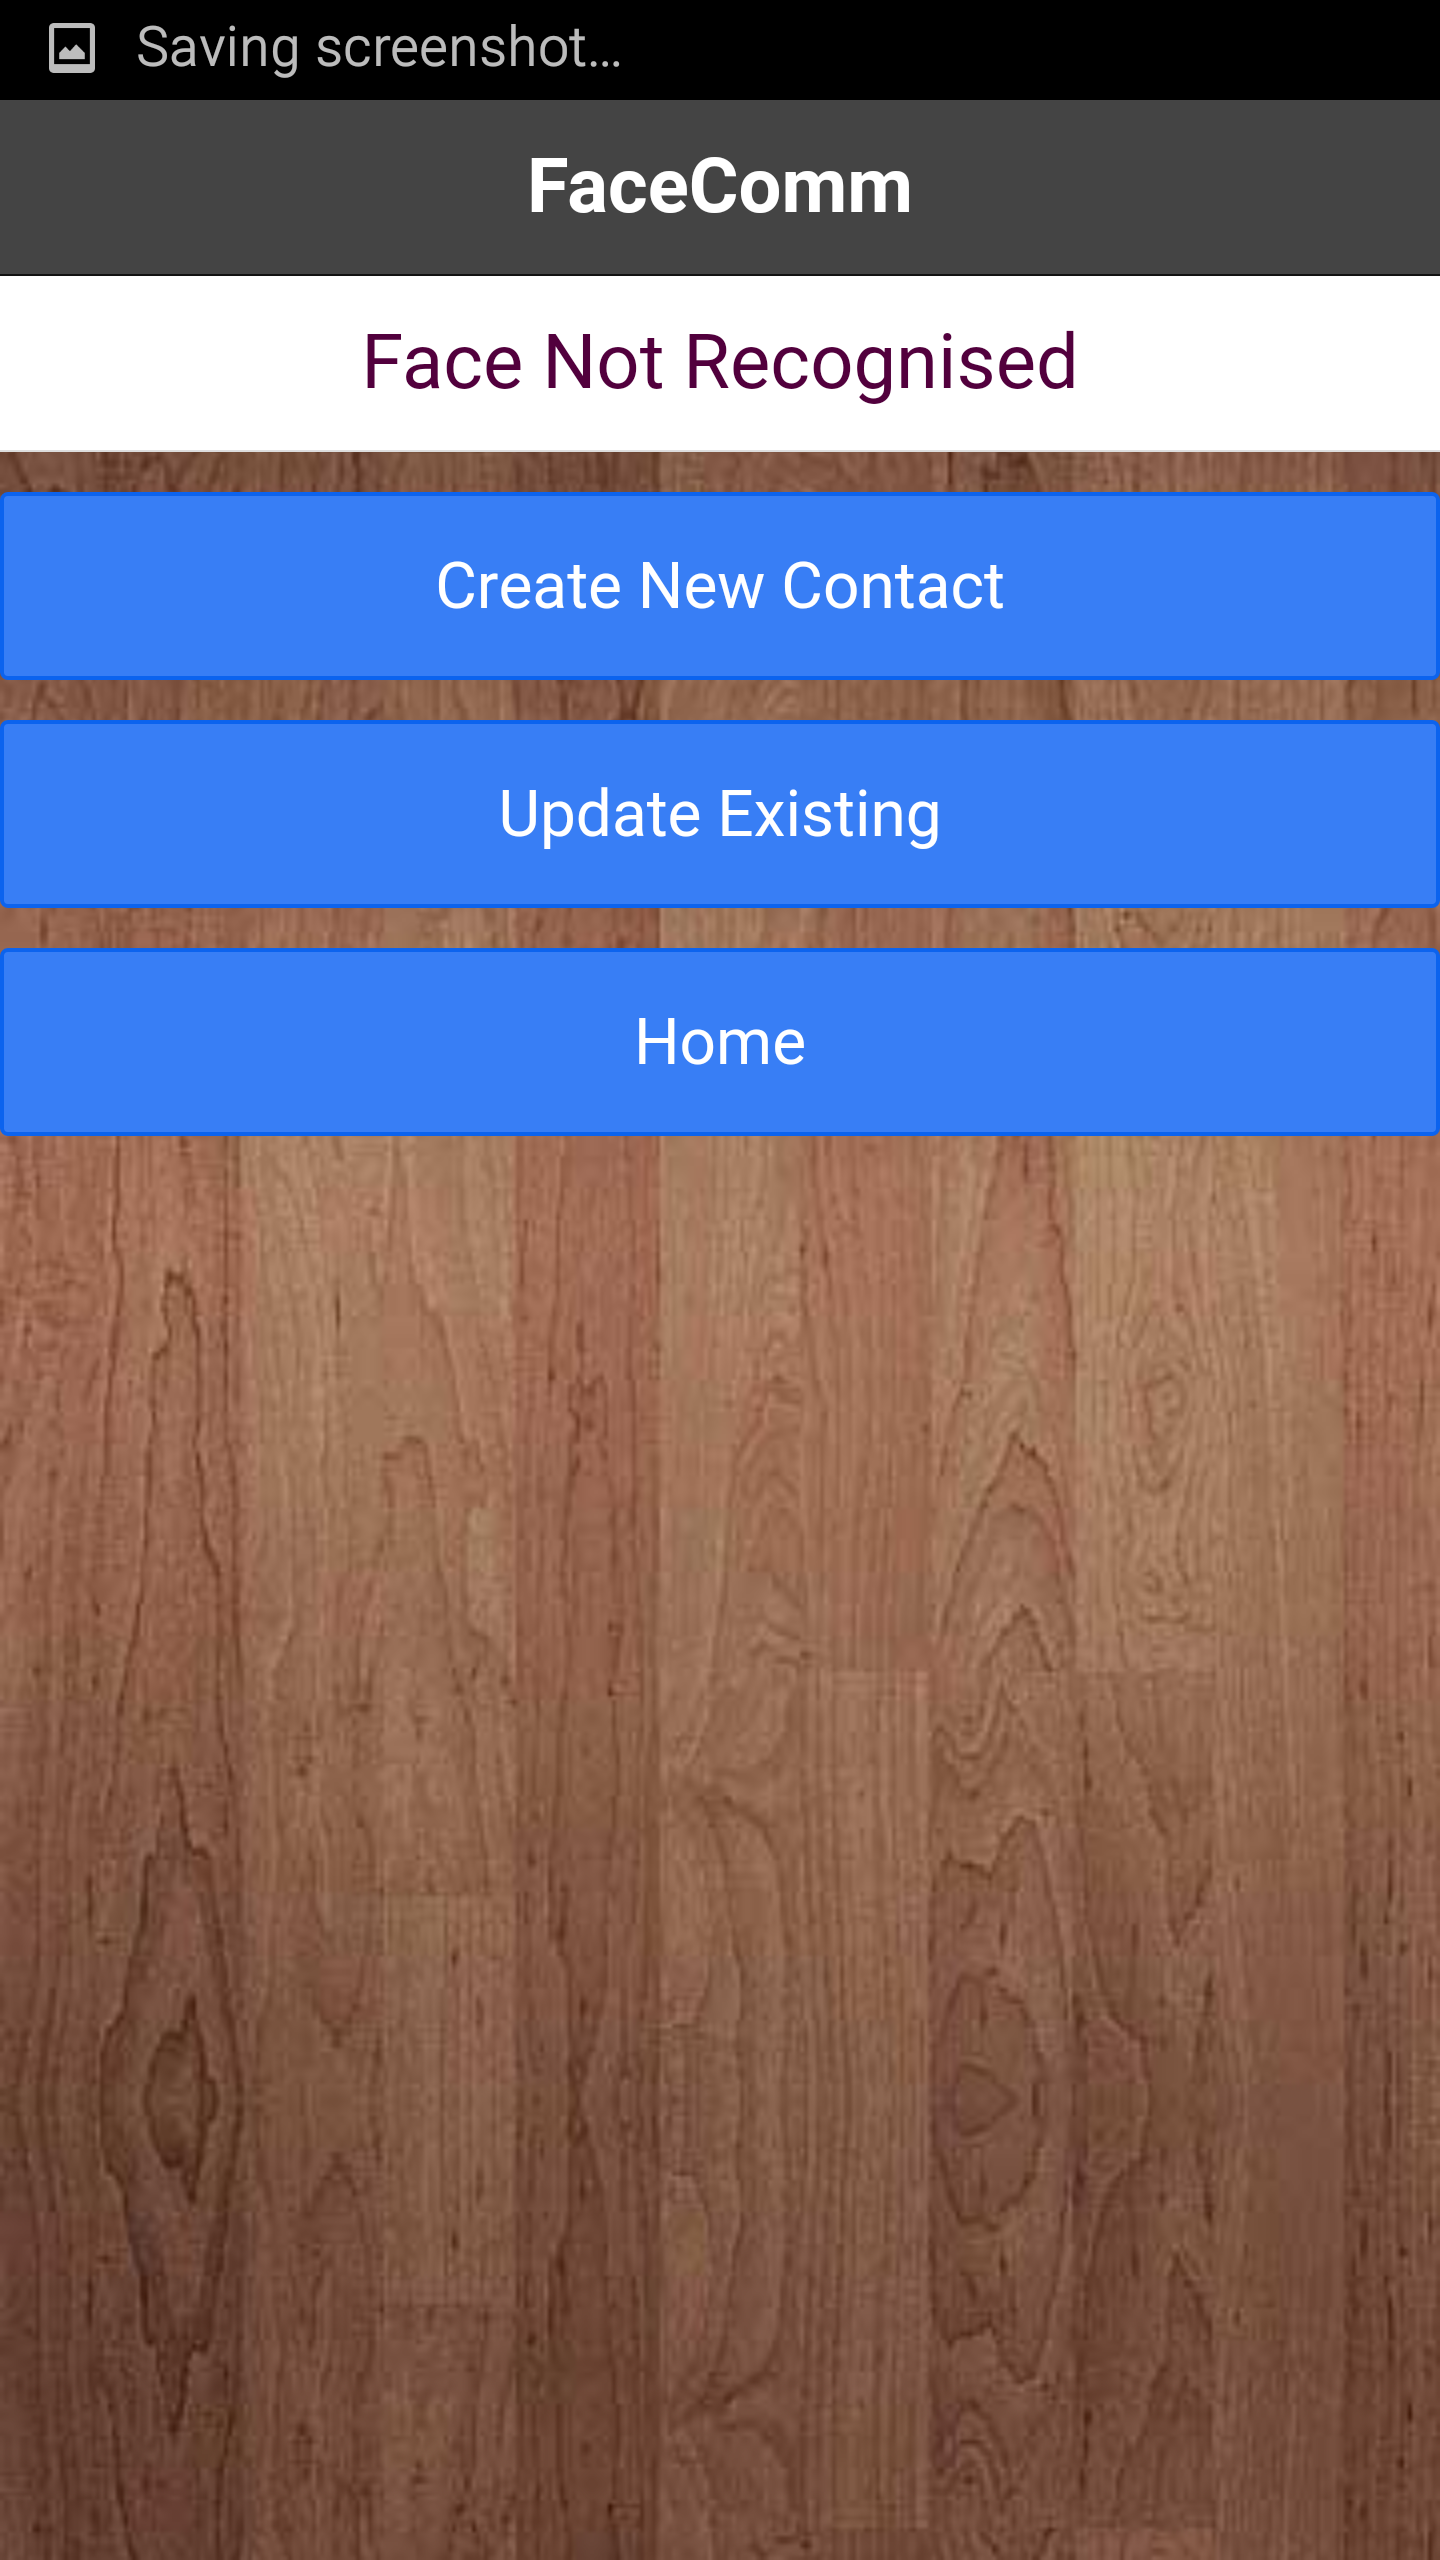 Saving screenshot...
FaceComm
Face Not Recognised
Create New Contact
Update Existing
Home